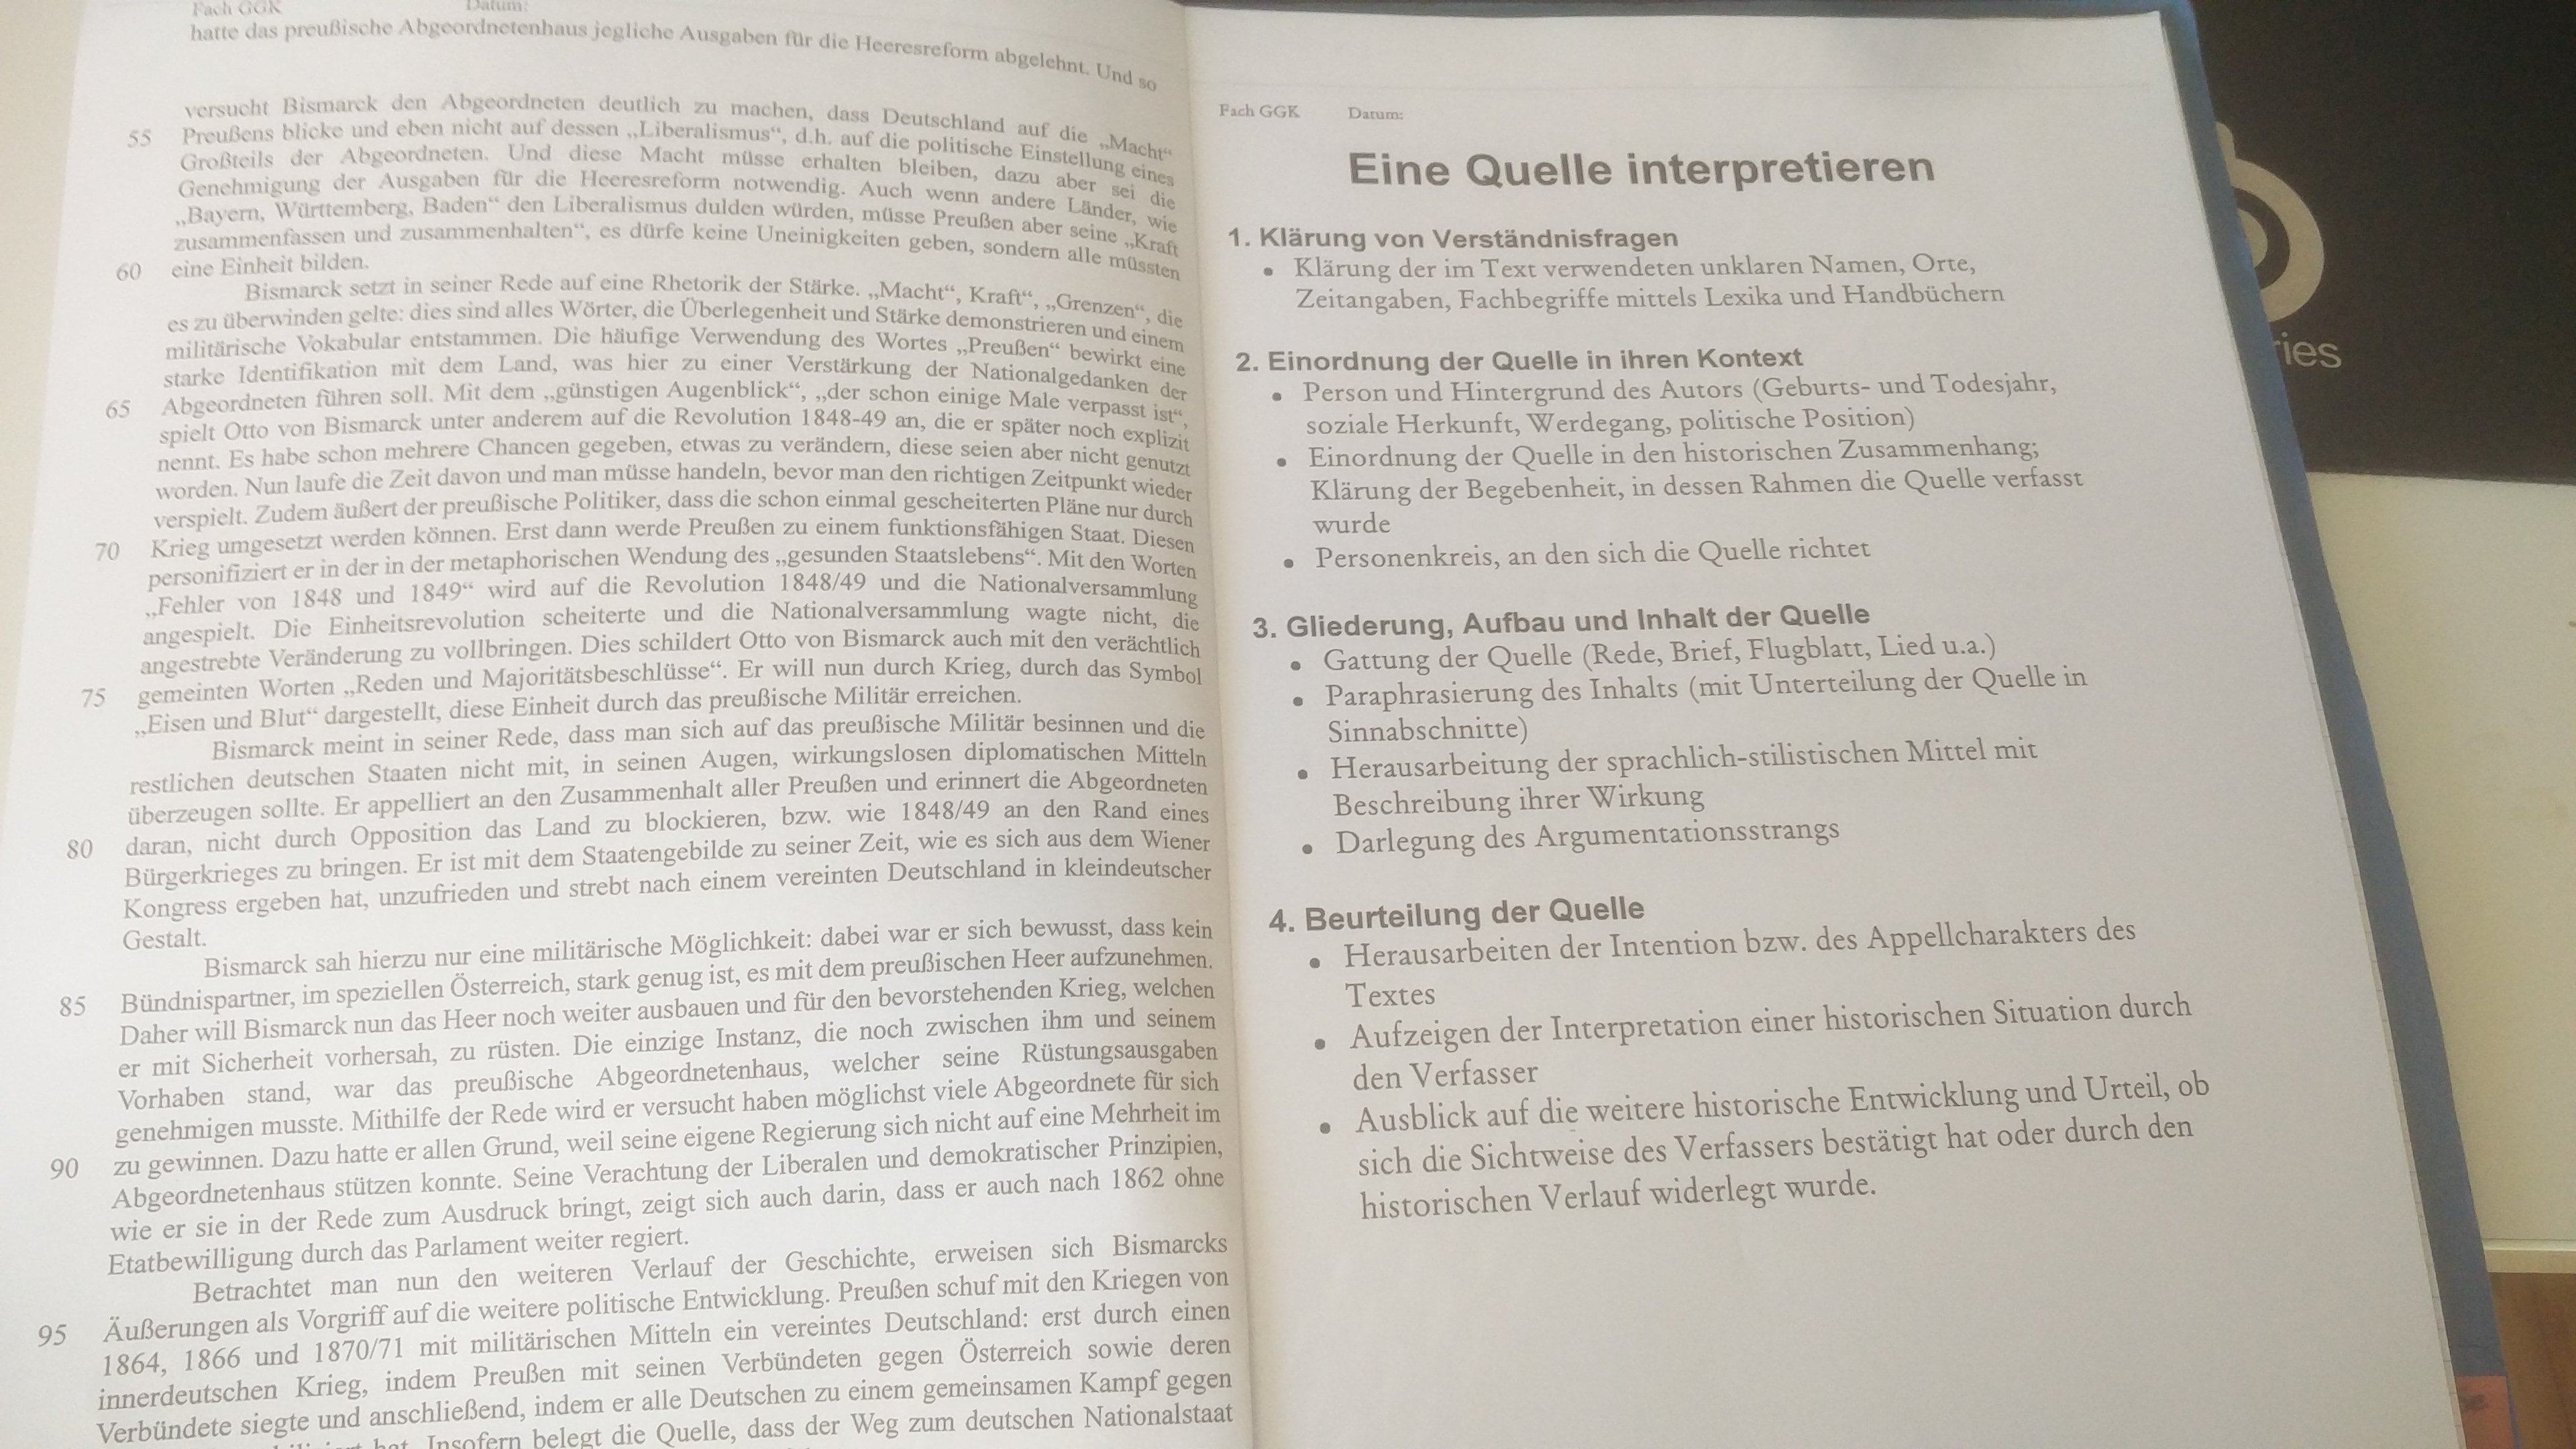 Fach GGK Datum:
hatte das preußische Abgeordnetenhaus jegliche Ausgaben für die Heeresreform abgelehnt. Und so
versucht Bismarck den Abgeordneten deutlich zu machen, dass Deutschland auf die „Macht“
55 Preußens blicke und eben nicht auf dessen „Liberalismus“, d.h. auf die politische Einstellung eines
Großteils der Abgeordneten. Und diese Macht müsse erhalten bleiben, dazu aber sei die
Genehmigung der Ausgaben für die Heeresreform notwendig. Auch wenn andere Länder, wie
„Bayern, Württemberg, Baden“ den Liberalismus dulden würden, müsse Preußen aber seine „Kraft
zusammenfassen und zusammenhalten“, es dürfe keine Uneinigkeiten geben, sondern alle müssten
60 eine Einheit bilden.
Bismarck setzt in seiner Rede auf eine Rhetorik der Stärke. „Macht“, Kraft“, „Grenzen“, die
es zu überwinden gelte: dies sind alles Wörter, die Überlegenheit und Stärke demonstrieren und einem
militärische Vokabular entstammen. Die häufige Verwendung des Wortes „Preußen“ bewirkt eine
starke Identifikation mit dem Land, was hier zu einer Verstärkung der Nationalgedanken der
65 Abgeordneten führen soll. Mit dem „günstigen Augenblick“, „der schon einige Male verpasst ist“,
spielt Otto von Bismarck unter anderem auf die Revolution 1848-49 an, die er später noch explizit
nennt. Es habe schon mehrere Chancen gegeben, etwas zu verändern, diese seien aber nicht genutzt
worden. Nun laufe die Zeit davon und man müsse handeln, bevor man den richtigen Zeitpunkt wieder
verspielt. Zudem äußert der preußische Politiker, dass die schon einmal gescheiterten Pläne nur durch
70 Krieg umgesetzt werden können. Erst dann werde Preußen zu einem funktionsfähigen Staat. Diesen
personifiziert er in der in der metaphorischen Wendung des „gesunden Staatslebens“. Mit den Worten
„Fehler von 1848 und 1849“ wird auf die Revolution 1848/49 und die Nationalversammlung
angespielt. Die Einheitsrevolution scheiterte und die Nationalversammlung wagte nicht, die
angestrebte Veränderung zu vollbringen. Dies schildert Otto von Bismarck auch mit den verächtlich
75 gemeinten Worten „Reden und Majoritätsbeschlüsse“. Er will nun durch Krieg, durch das Symbol
„Eisen und Blut“ dargestellt, diese Einheit durch das preußische Militär erreichen.
Bismarck meint in seiner Rede, dass man sich auf das preußische Militär besinnen und die
restlichen deutschen Staaten nicht mit, in seinen Augen, wirkungslosen diplomatischen Mitteln
überzeugen sollte. Er appelliert an den Zusammenhalt aller Preußen und erinnert die Abgeordneten
80 daran, nicht durch Opposition das Land zu blockieren, bzw. wie 1848/49 an den Rand eines
Bürgerkrieges zu bringen. Er ist mit dem Staatengebilde zu seiner Zeit, wie es sich aus dem Wiener
Kongress ergeben hat, unzufrieden und strebt nach einem vereinten Deutschland in kleindeutscher
Gestalt.
Bismarck sah hierzu nur eine militärische Möglichkeit: dabei war er sich bewusst, dass kein
85 Bündnispartner, im speziellen Österreich, stark genug ist, es mit dem preußischen Heer aufzunehmen.
Daher will Bismarck nun das Heer noch weiter ausbauen und für den bevorstehenden Krieg, welchen
er mit Sicherheit vorhersah, zu rüsten. Die einzige Instanz, die noch zwischen ihm und seinem
Vorhaben stand, war das preußische Abgeordnetenhaus, welcher seine Rüstungsausgaben
genehmigen musste. Mithilfe der Rede wird er versucht haben möglichst viele Abgeordnete für sich
90 zu gewinnen. Dazu hatte er allen Grund, weil seine eigene Regierung sich nicht auf eine Mehrheit im
Abgeordnetenhaus stützen konnte. Seine Verachtung der Liberalen und demokratischer Prinzipien,
wie er sie in der Rede zum Ausdruck bringt, zeigt sich auch darin, dass er auch nach 1862 ohne
Etatbewilligung durch das Parlament weiter regiert.
Betrachtet man nun den weiteren Verlauf der Geschichte, erweisen sich Bismarcks
95 Äußerungen als Vorgriff auf die weitere politische Entwicklung. Preußen schuf mit den Kriegen von
1864, 1866 und 1870/71 mit militärischen Mitteln ein vereintes Deutschland: erst durch einen
innerdeutschen Krieg, indem Preußen mit seinen Verbündeten gegen Österreich sowie deren
Verbündete siegte und anschließend, indem er alle Deutschen zu einem gemeinsamen Kampf gegen
hat. Insofern belegt die Quelle, dass der Weg zum deutschen Nationalstaat
Fach GGK Datum:
Eine Quelle interpretieren
1. Klärung von Verständnisfragen
• Klärung der im Text verwendeten unklaren Namen, Orte,
Zeitangaben, Fachbegriffe mittels Lexika und Handbüchern
2. Einordnung der Quelle in ihren Kontext
• Person und Hintergrund des Autors (Geburts- und Todesjahr,
soziale Herkunft, Werdegang, politische Position)
• Einordnung der Quelle in den historischen Zusammenhang;
Klärung der Begebenheit, in dessen Rahmen die Quelle verfasst
wurde
• Personenkreis, an den sich die Quelle richtet
3. Gliederung, Aufbau und Inhalt der Quelle
• Gattung der Quelle (Rede, Brief, Flugblatt, Lied u.a.)
• Paraphrasierung des Inhalts (mit Unterteilung der Quelle in
Sinnabschnitte)
• Herausarbeitung der sprachlich-stilistischen Mittel mit
Beschreibung ihrer Wirkung
• Darlegung des Argumentationsstrangs
4. Beurteilung der Quelle
• Herausarbeiten der Intention bzw. des Appellcharakters des
Textes
• Aufzeigen der Interpretation einer historischen Situation durch
den Verfasser
• Ausblick auf die weitere historische Entwicklung und Urteil, ob
sich die Sichtweise des Verfassers bestätigt hat oder durch den
historischen Verlauf widerlegt wurde.
ries